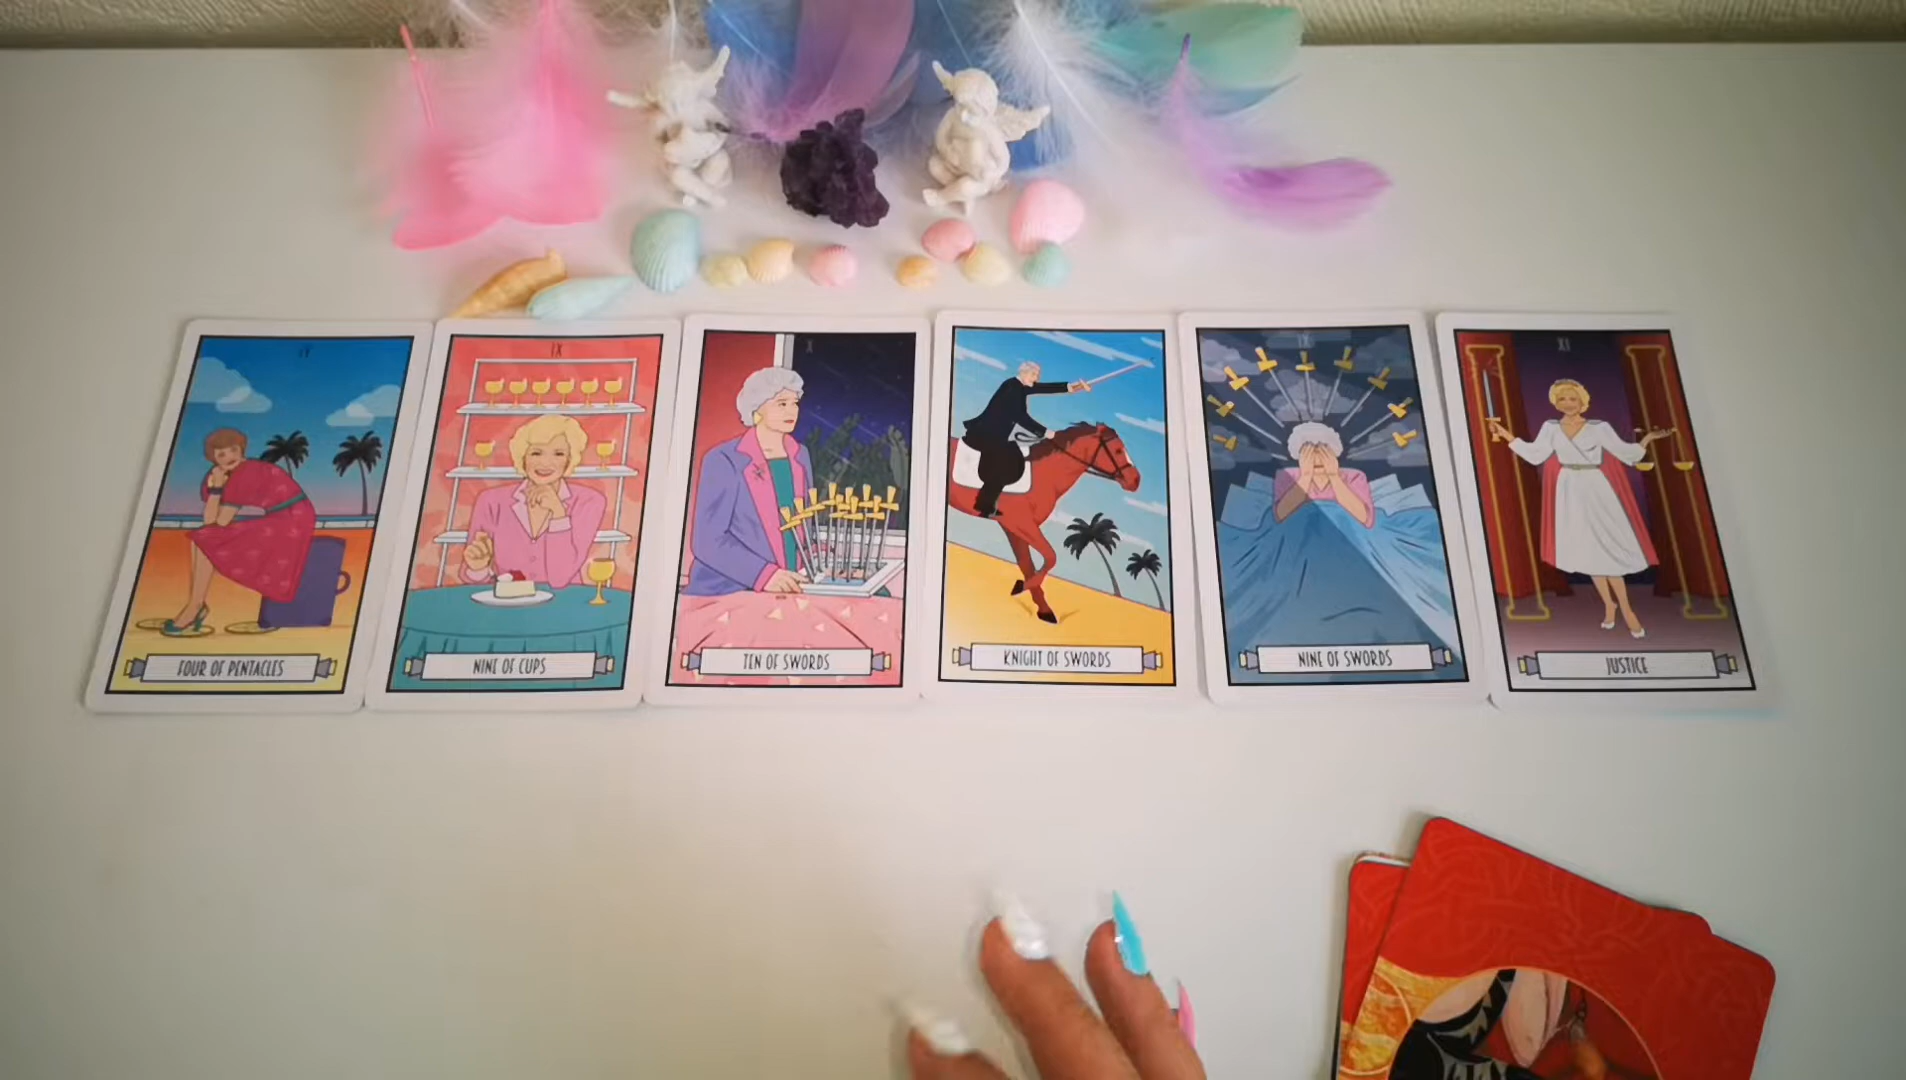 IV
FOUR OF PENTACLES
IX
NINE OF CUPS
X
TEN OF SWORDS
KNIGHT OF SWORDS
IX
NINE OF SWORDS
XI
JUSTICE